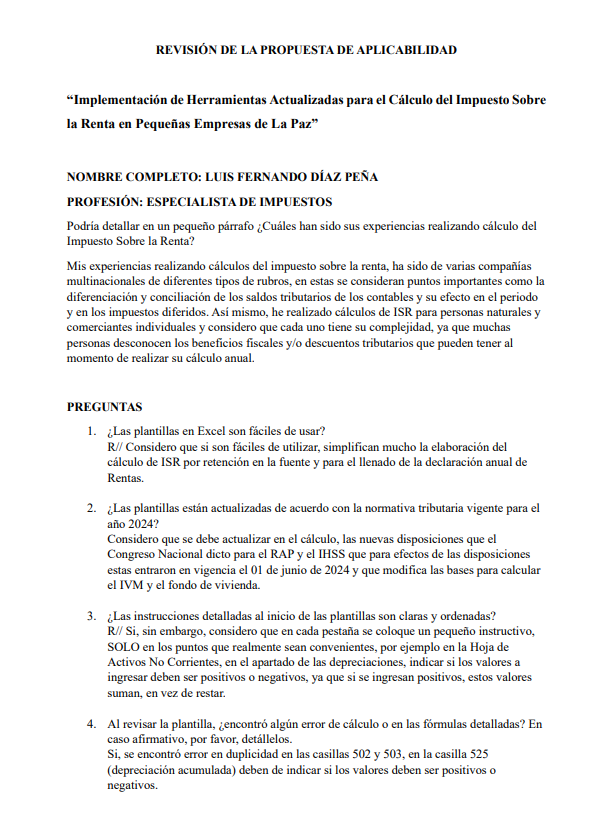 REVISIÓN DE LA PROPUESTA DE APLICABILIDAD
“Implementación de Herramientas Actualizadas para el Cálculo del Impuesto Sobre
la Renta en Pequeñas Empresas de La Paz”
NOMBRE COMPLETO: LUIS FERNANDO DÍAZ PEÑA
PROFESIÓN: ESPECIALISTA DE IMPUESTOS
Podría detallar en un pequeño párrafo ¿Cuáles han sido sus experiencias realizando cálculo del
Impuesto Sobre la Renta?
Mis experiencias realizando cálculos del impuesto sobre la renta, ha sido de varias compañías
multinacionales de diferentes tipos de rubros, en estas se consideran puntos importantes como la
diferenciación y conciliación de los saldos tributarios de los contables y su efecto en el periodo
y en los impuestos diferidos. Así mismo, he realizado cálculos de ISR para personas naturales y
comerciantes individuales y considero que cada uno tiene su complejidad, ya que muchas
personas desconocen los beneficios fiscales y/o descuentos tributarios que pueden tener al
momento de realizar su cálculo anual.
PREGUNTAS
1. ¿Las plantillas en Excel son fáciles de usar?
R// Considero que si son fáciles de utilizar, simplifican mucho la elaboración del
cálculo de ISR por retención en la fuente y para el llenado de la declaración anual de
Rentas.
2. ¿Las plantillas están actualizadas de acuerdo con la normativa tributaria vigente para el
año 2024?
Considero que se debe actualizar en el cálculo, las nuevas disposiciones que el
Congreso Nacional dicto para el RAP y el IHSS que para efectos de las disposiciones
estas entraron en vigencia el 01 de junio de 2024 y que modifica las bases para calcular
el IVM y el fondo de vivienda.
3. ¿Las instrucciones detalladas al inicio de las plantillas son claras y ordenadas?
R// Si, sin embargo, considero que en cada pestaña se coloque un pequeño instructivo,
SOLO en los puntos que realmente sean convenientes, por ejemplo en la Hoja de
Activos No Corrientes, en el apartado de las depreciaciones, indicar si los valores a
ingresar deben ser positivos o negativos, ya que si se ingresan positivos, estos valores
suman, en vez de restar.
4. Al revisar la plantilla, ¿encontró algún error de cálculo o en las fórmulas detalladas? En
caso afirmativo, por favor, detállelos.
Si, se encontró error en duplicidad en las casillas 502 y 503, en la casilla 525
(depreciación acumulada) deben de indicar si los valores deben ser positivos o
negativos.